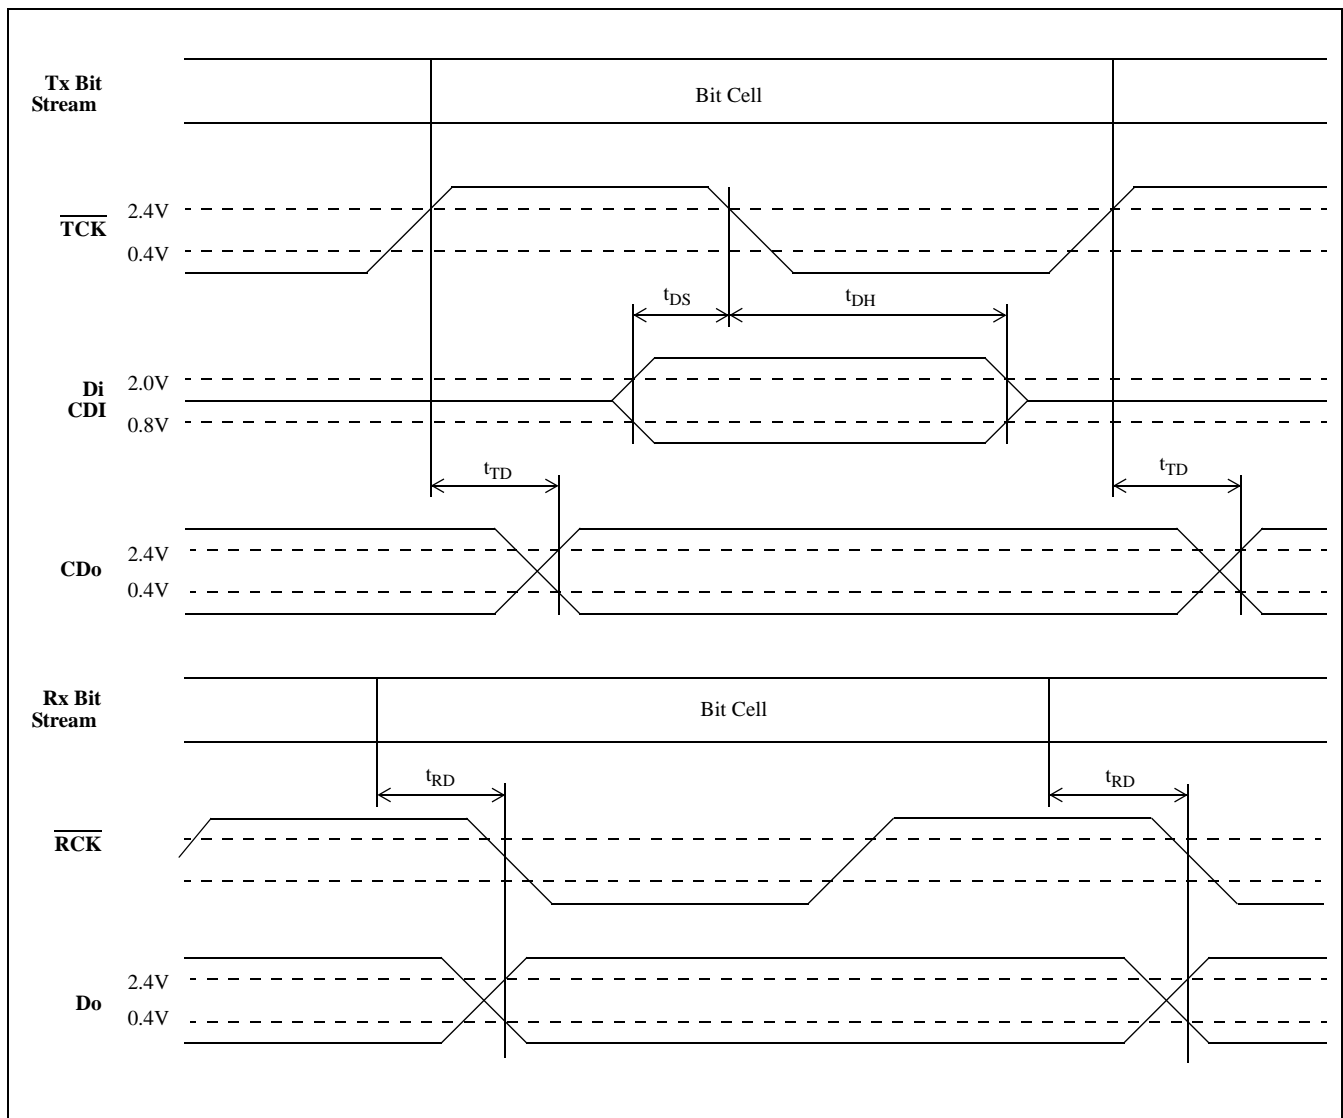 Tx Bit
Stream
Bit Cell
TCK
2.4V
0.4V
tDS
tDH
Di
CDI
2.0V
0.8V
tTD
tTD
CDo
2.4V
0.4V
Rx Bit
Stream
Bit Cell
tRD
tRD
RCK
Do
2.4V
0.4V